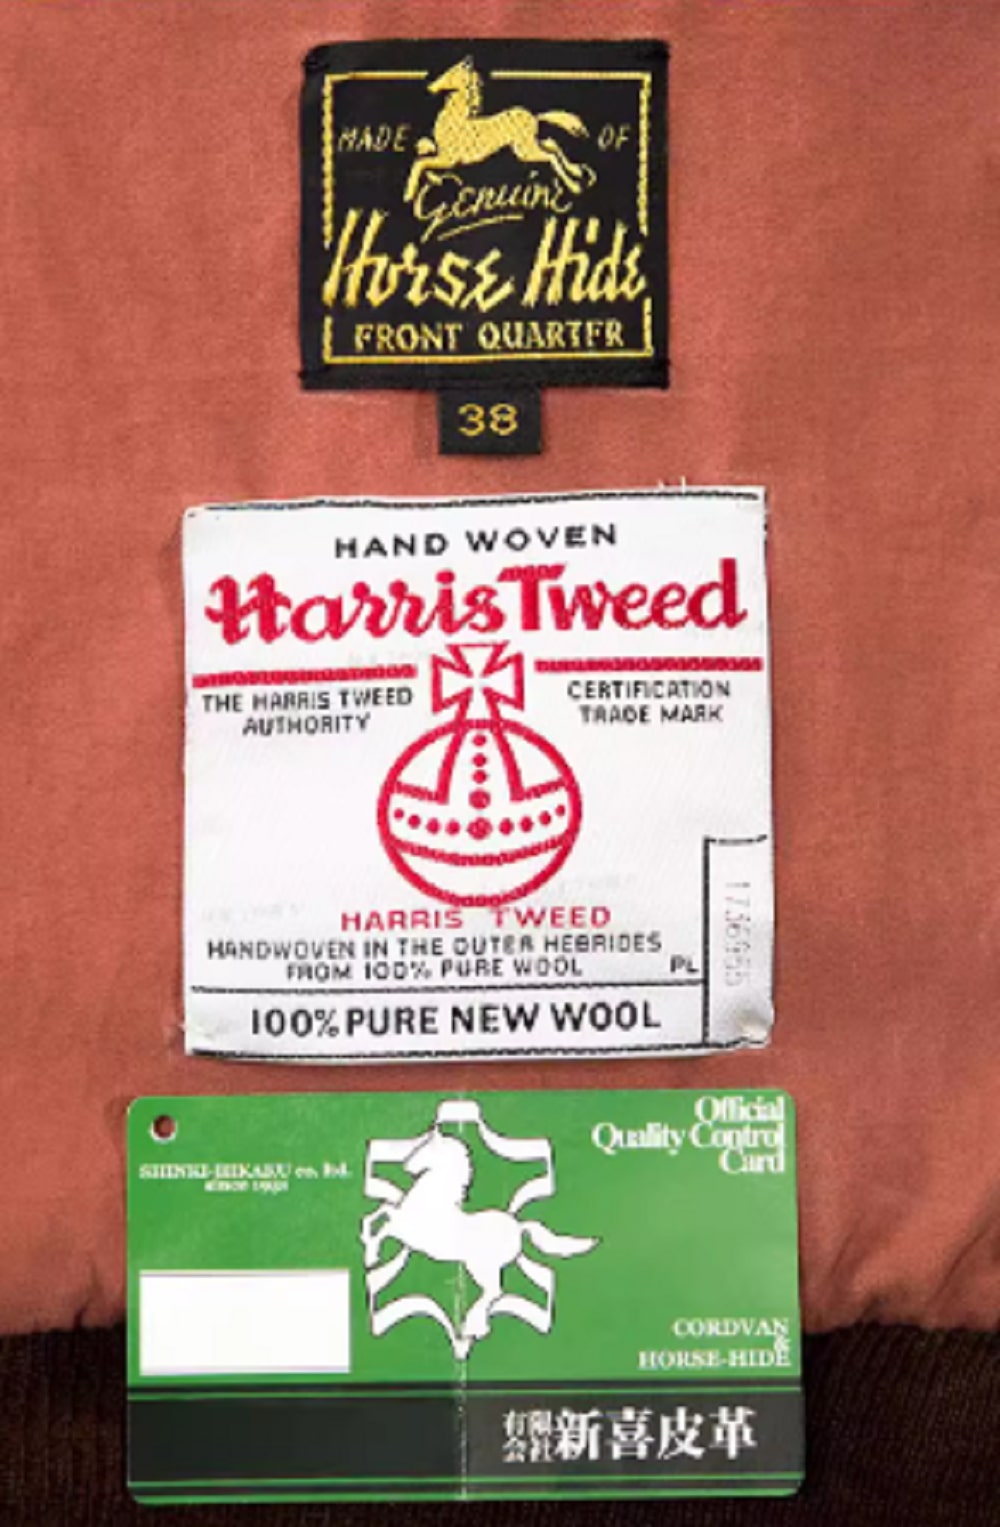 MADE OF
Genuine
Horse Hide
FRONT QUARTER
38
HAND WOVEN
Harris Tweed
THE HARRIS TWEED
AUTHORITY
CERTIFICATION
TRADE MARK
HARRIS TWEED
HANDWOVEN IN THE OUTER HEBRIDES
FROM 100% PURE WOOL
PL
100% PURE NEW WOOL
Official
Quality Control
Card
SHINKI-HIKAKU co. ltd.
CORDVAN
&
HORSE-HIDE
有限会社 新喜皮革